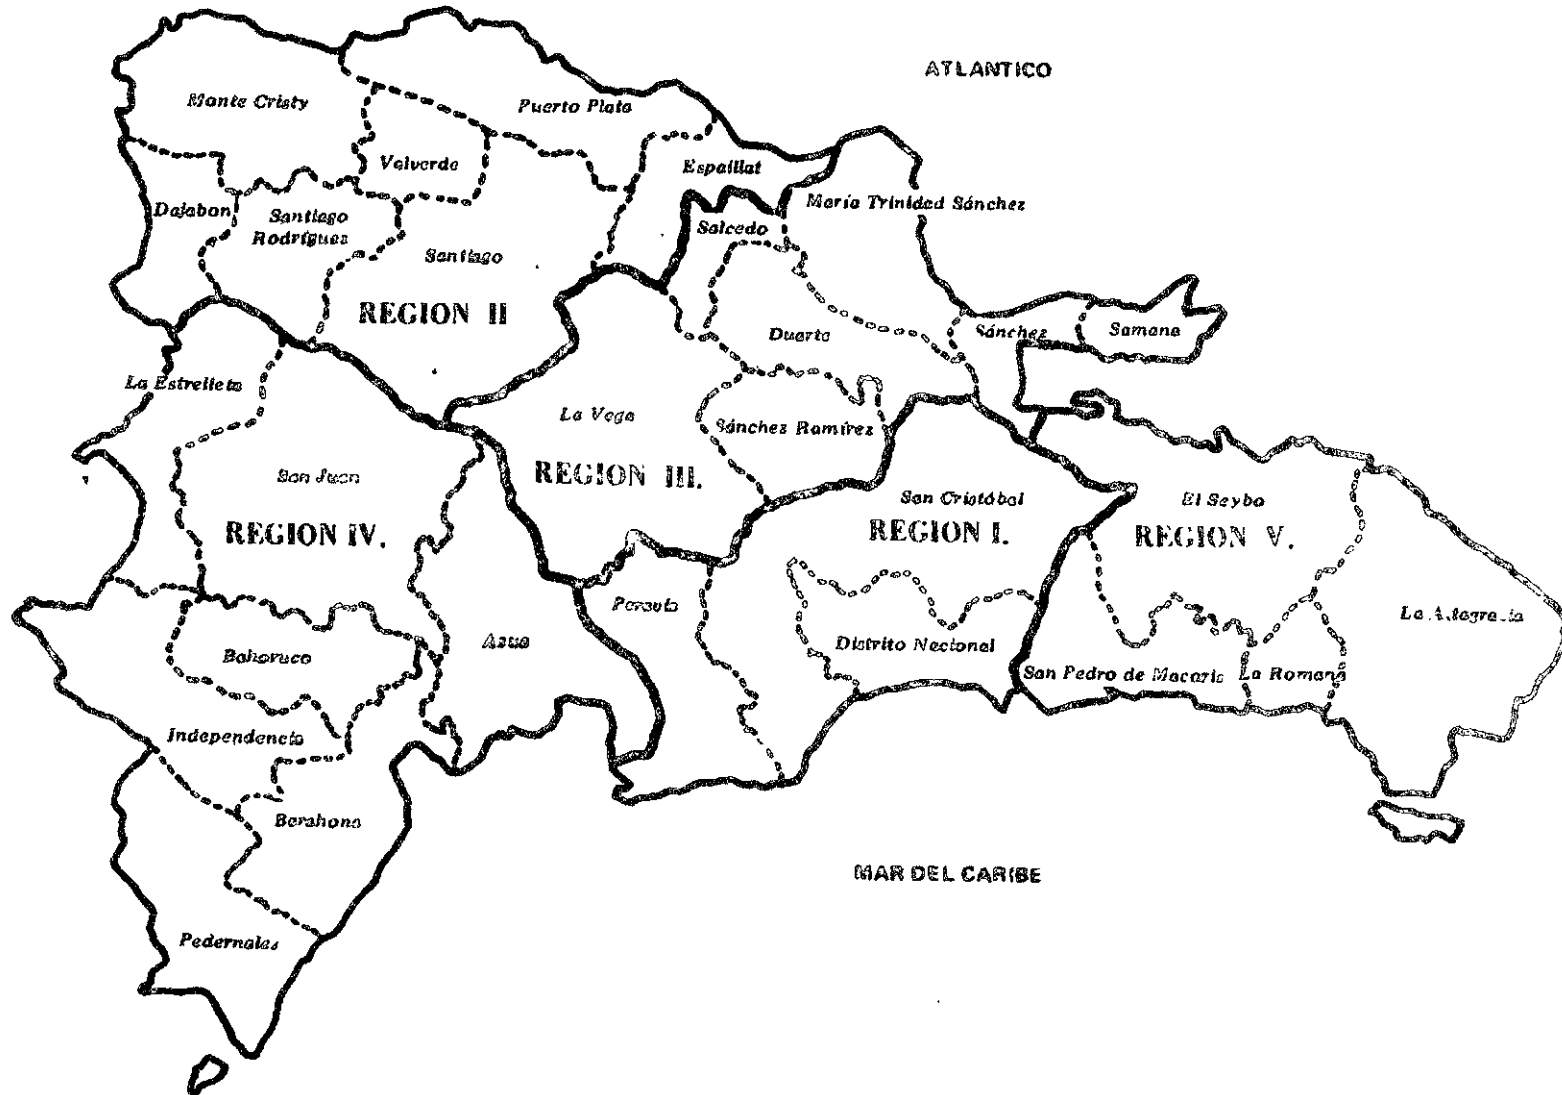 ATLANTICO
Monte Cristy
Puerto Plata
Valverde
Espaillat
Dajabon
Santiago
Rodríguez
María Trinidad Sánchez
Salcedo
Santiago
REGION II
Duarte
Sánchez
Samana
La Estrelleta
La Vega
Sánchez Ramírez
San Juan
REGION III.
San Cristóbal
El Seybo
REGION IV.
REGION I.
REGION V.
Peravia
La Altagracia
Bahoruco
Azua
Distrito Nacional
San Pedro de Macoris
La Romana
Independencia
Barahona
MAR DEL CARIBE
Pedernales